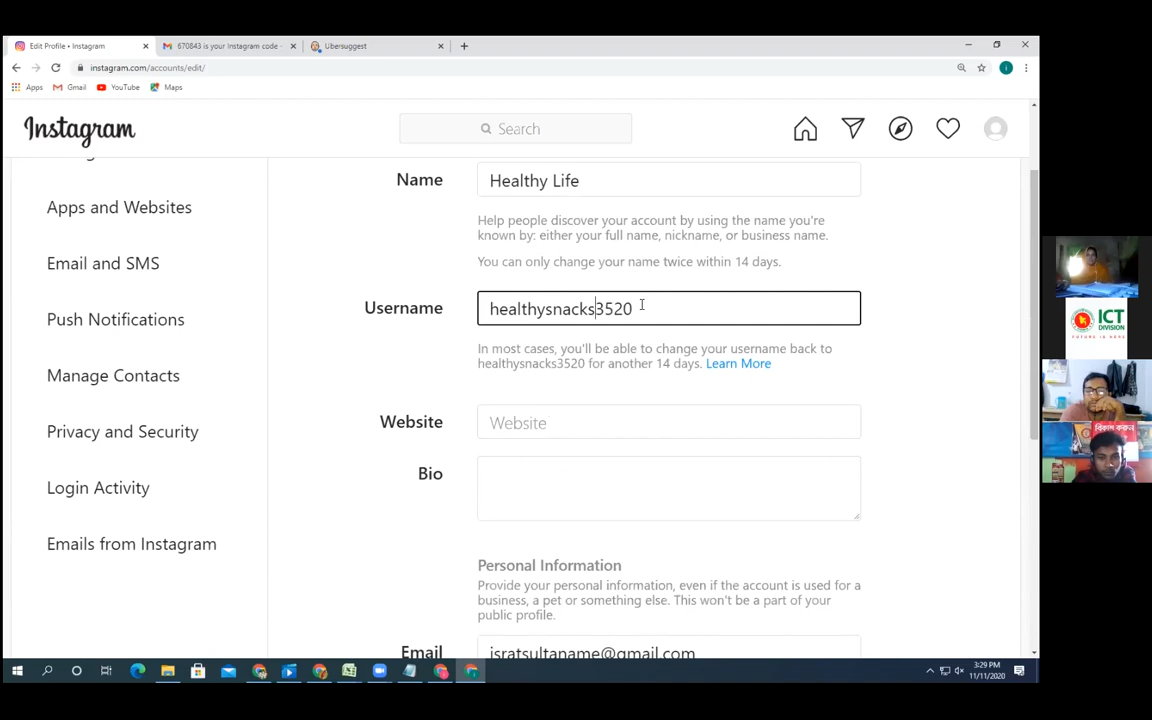 Edit Profile • Instagram
670843 is your Instagram code -
Ubersuggest
instagram.com/accounts/edit/
Apps
Gmail
YouTube
Maps
Instagram
Search
Apps and Websites
Email and SMS
Push Notifications
Manage Contacts
Privacy and Security
Login Activity
Emails from Instagram
Name
Healthy Life
Help people discover your account by using the name you're
known by: either your full name, nickname, or business name.
You can only change your name twice within 14 days.
Username
healthysnacks3520
In most cases, you'll be able to change your username back to
healthysnacks3520 for another 14 days. Learn More
Website
Website
Bio
Personal Information
Provide your personal information, even if the account is used for a
business, a pet or something else. This won't be a part of your
public profile.
Email
isratsultaname@gmail.com
ICT
DIVISION
FUTURE IS HERE
বিকাশ করুন
3:29 PM
11/11/2020